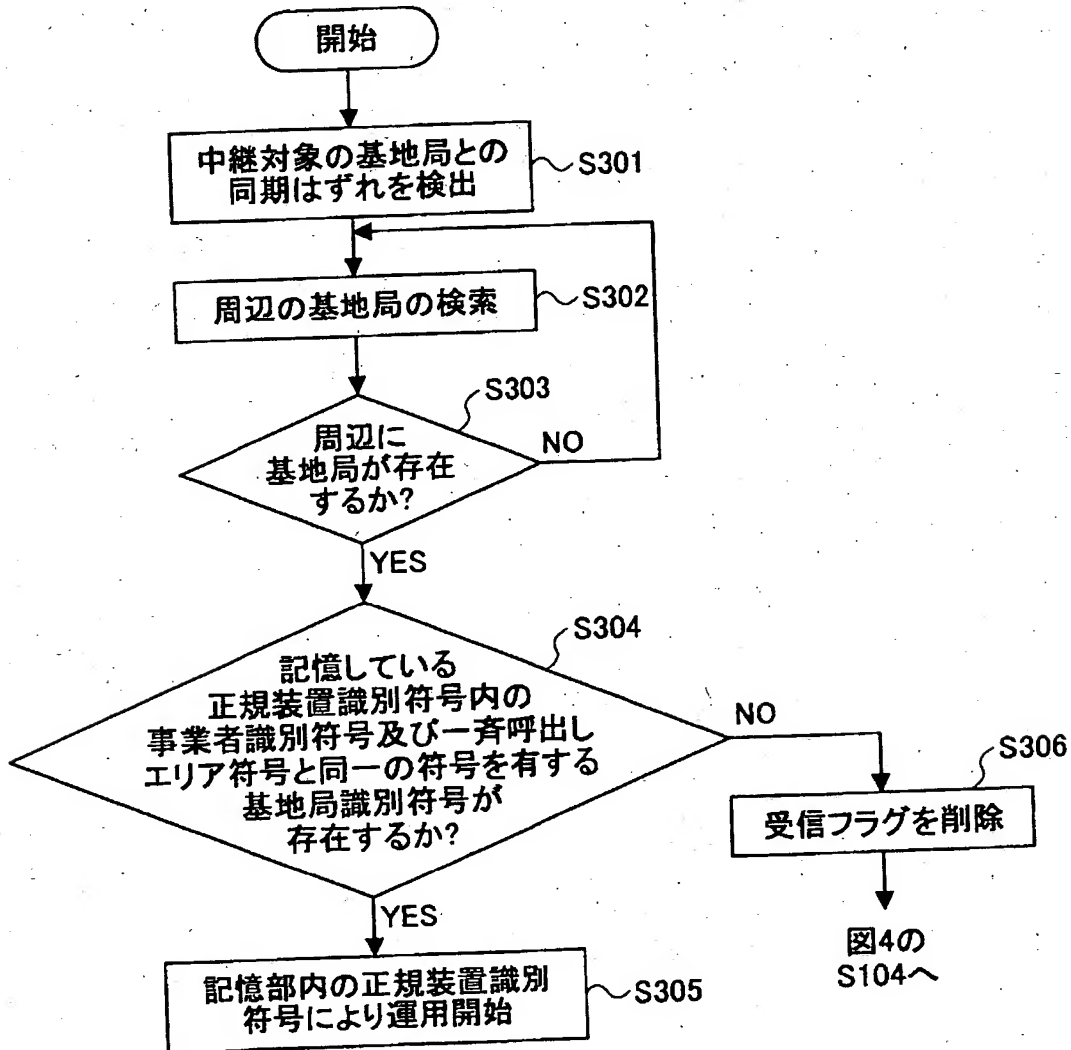 開始
中継対象の基地局との
同期はずれを検出
S301
周辺の基地局の検索
S302
S303
周辺に
基地局が存在
するか?
NO
YES
S304
記憶している
正規装置識別符号内の
事業者識別符号及び一斉呼出し
エリア符号と同一の符号を有する
基地局識別符号が
存在するか?
NO
S306
受信フラグを削除
YES
図4の
S104へ
記憶部内の正規装置識別
符号により運用開始
S305